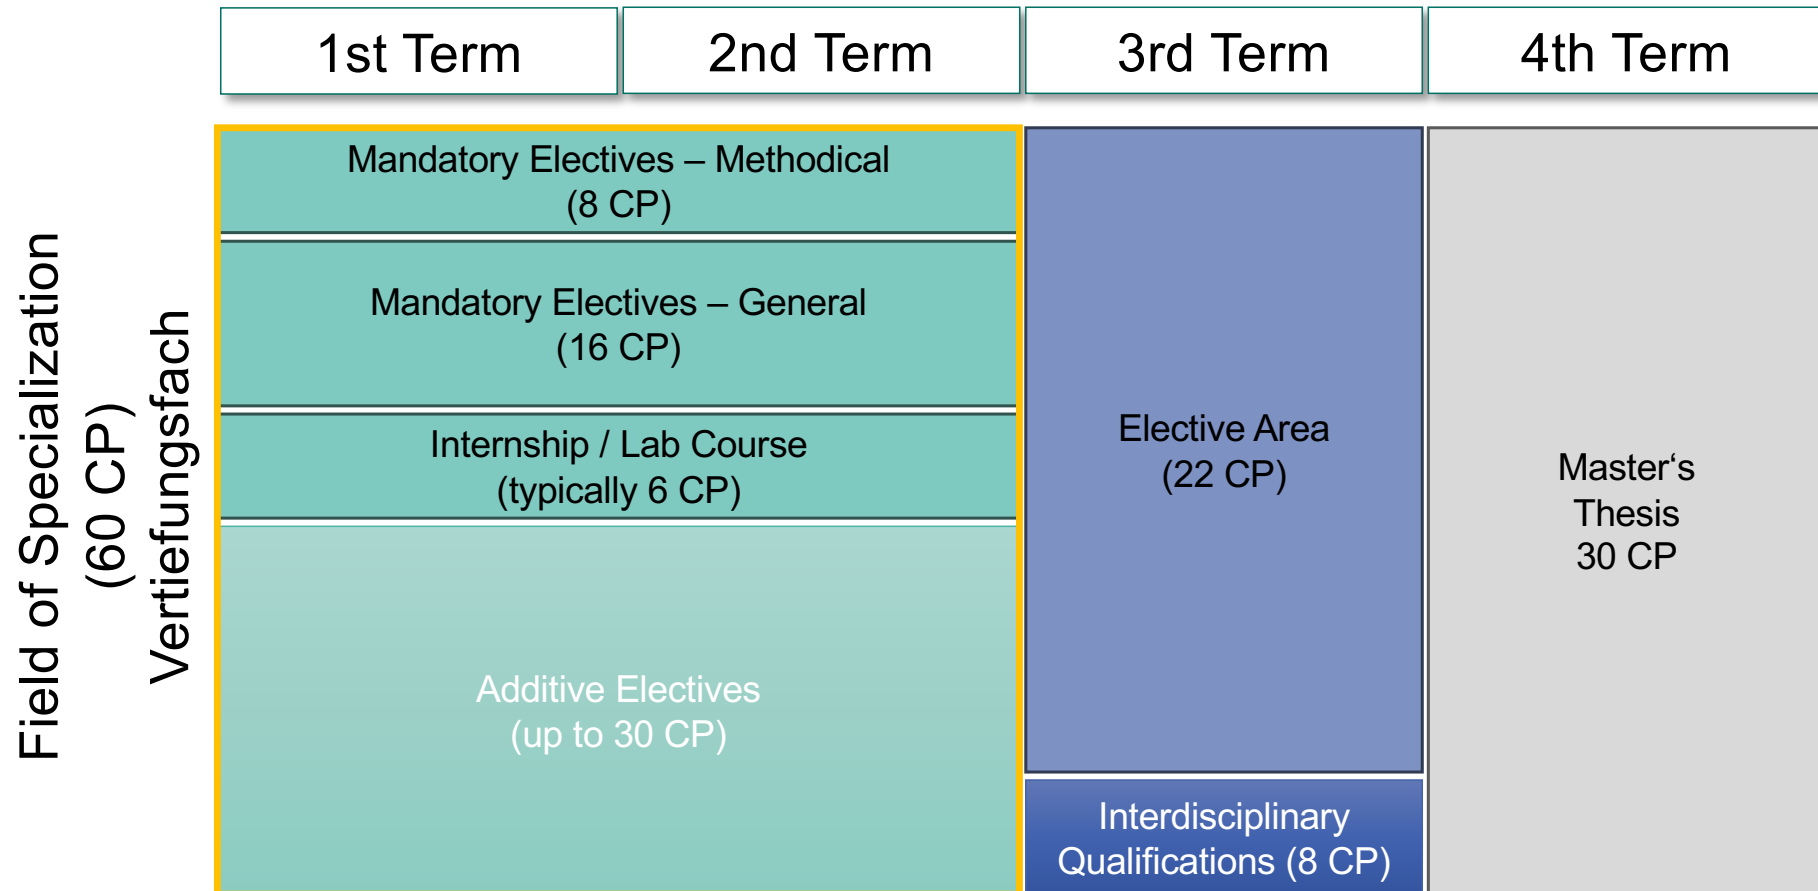 1st Term
2nd Term
3rd Term
4th Term
Field of Specialization
(60 CP)
Vertiefungsfach
Mandatory Electives – Methodical
(8 CP)
Mandatory Electives – General
(16 CP)
Internship / Lab Course
(typically 6 CP)
Additive Electives
(up to 30 CP)
Elective Area
(22 CP)
Interdisciplinary
Qualifications (8 CP)
Master‘s
Thesis
30 CP